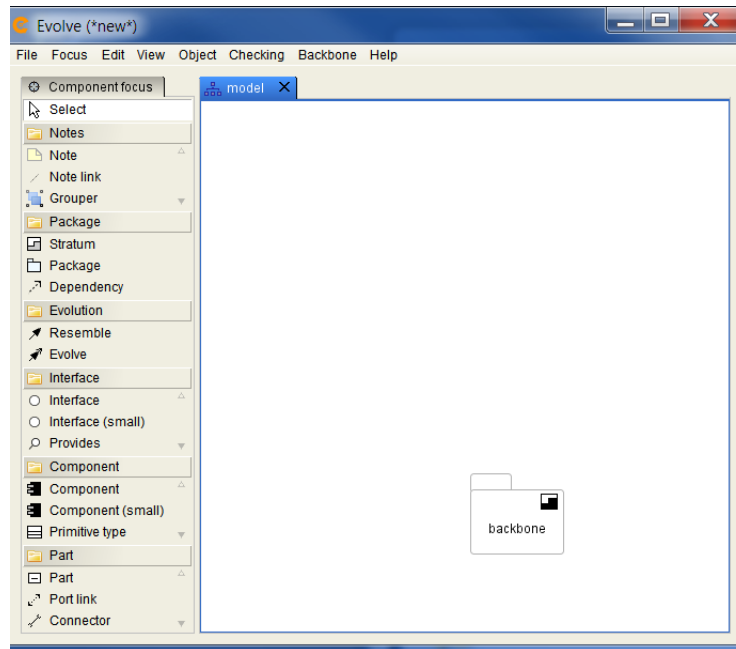 Evolve (*new*)
File Focus Edit View Object Checking Backbone Help
Component focus
model
Select
Notes
Note
Note link
Grouper
Package
Stratum
Package
Dependency
Evolution
Resemble
Evolve
Interface
Interface
Interface (small)
Provides
Component
Component
Component (small)
Primitive type
Part
Part
Port link
Connector
backbone